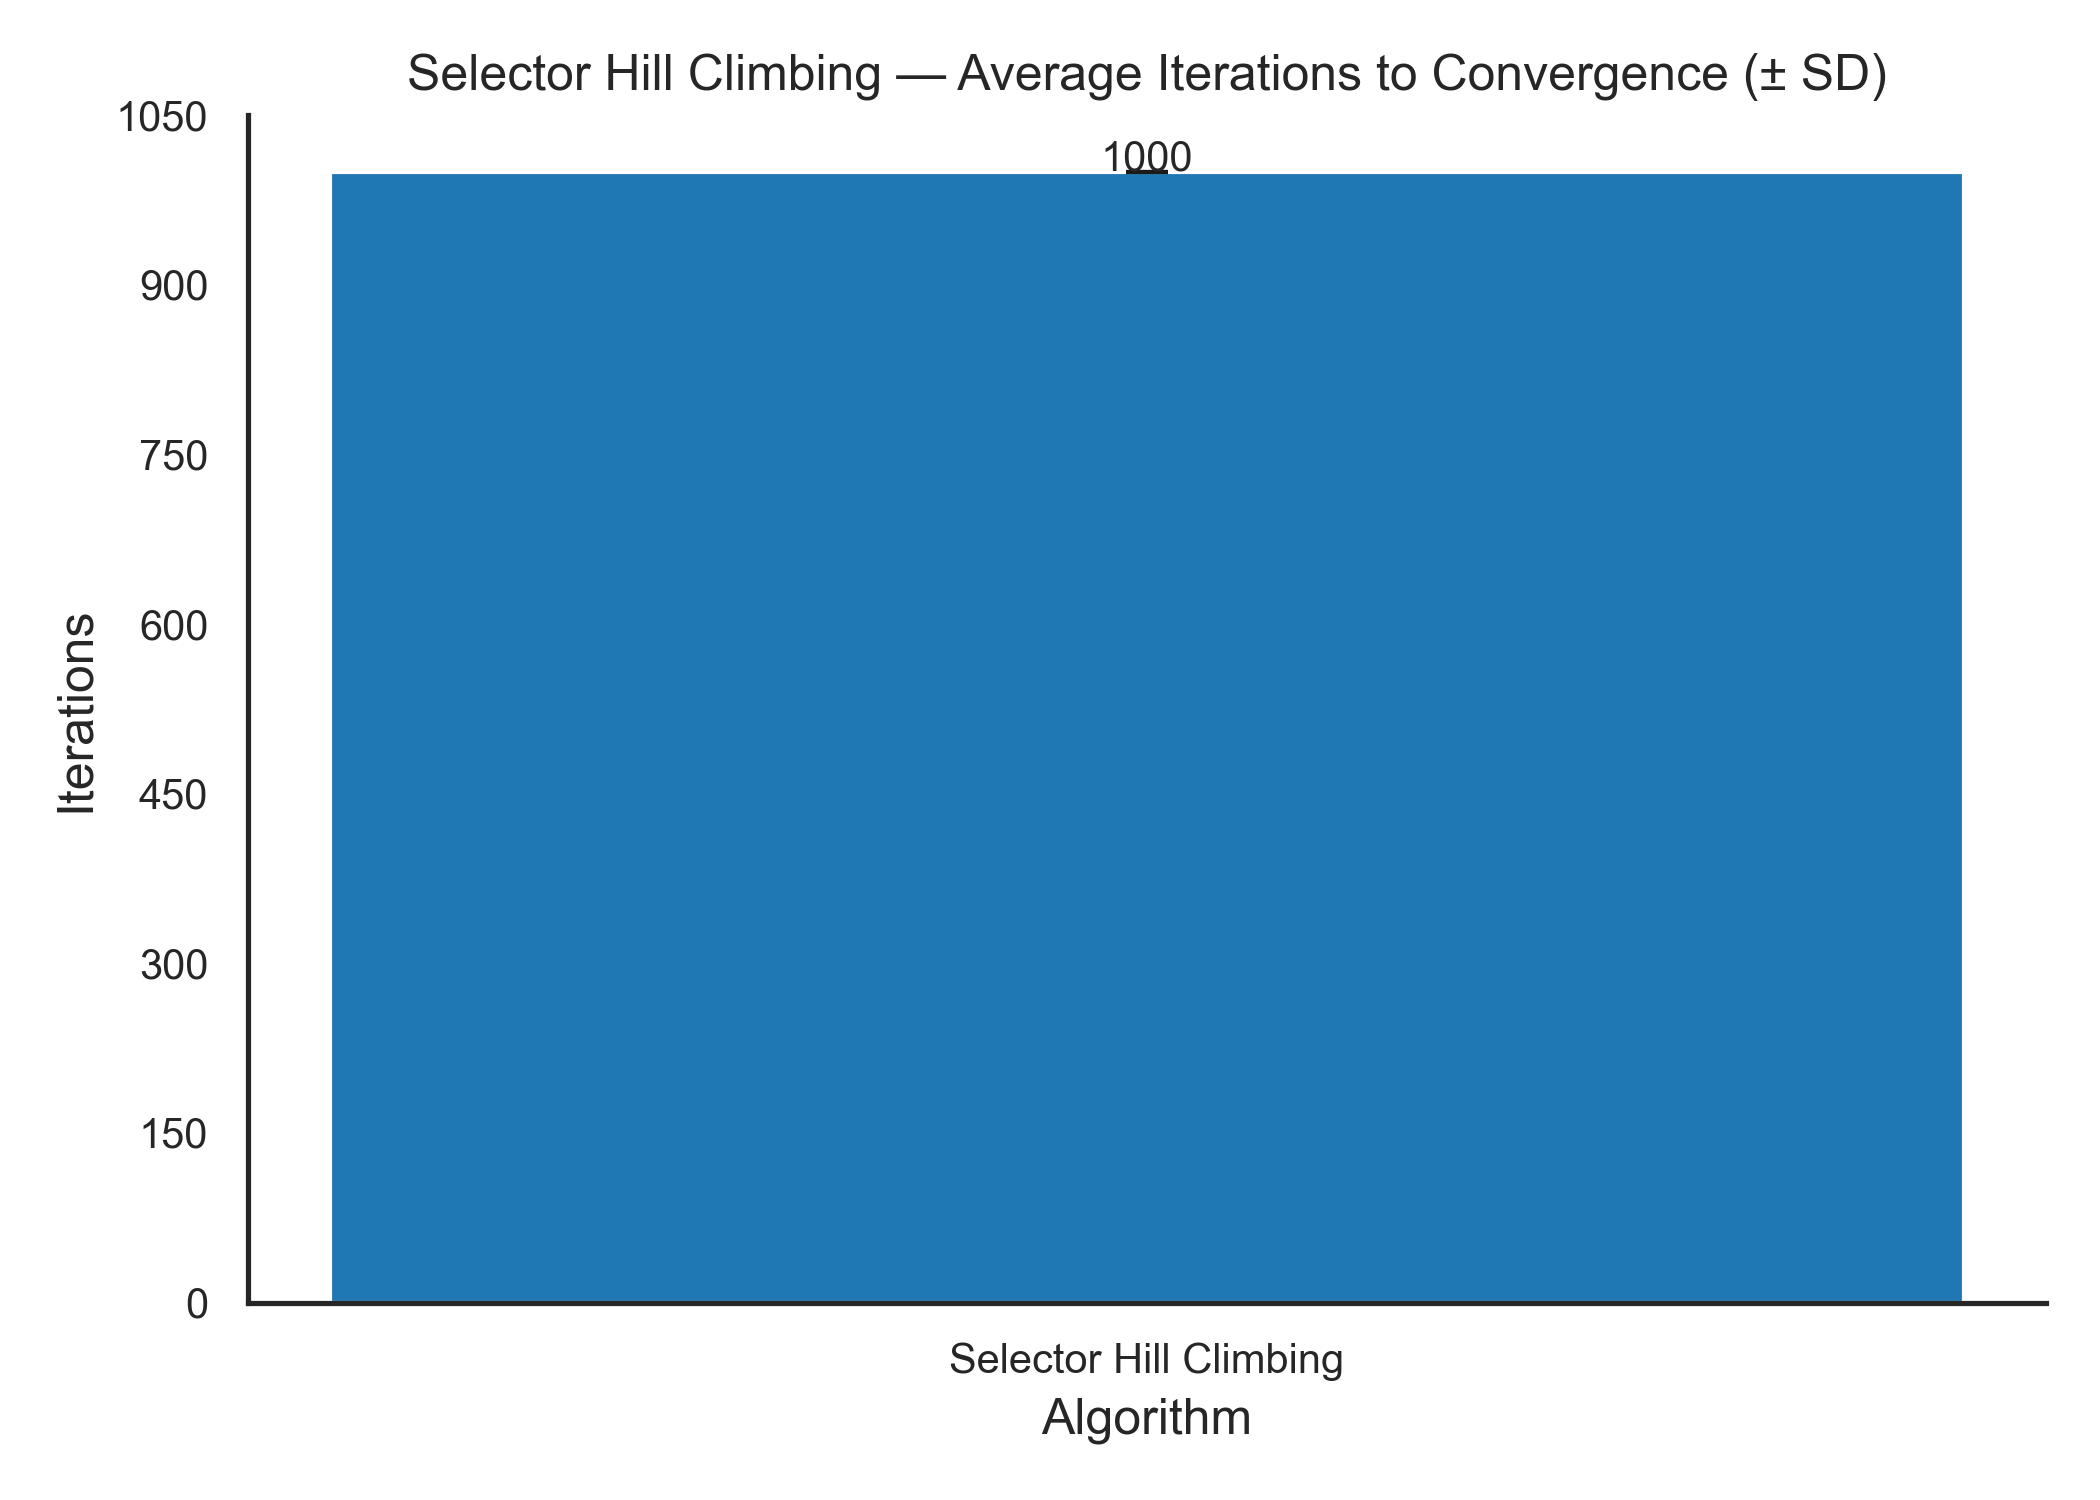 Selector Hill Climbing — Average Iterations to Convergence (± SD)
1050
1000
900
750
600
450
300
150
0
Iterations
Selector Hill Climbing
Algorithm